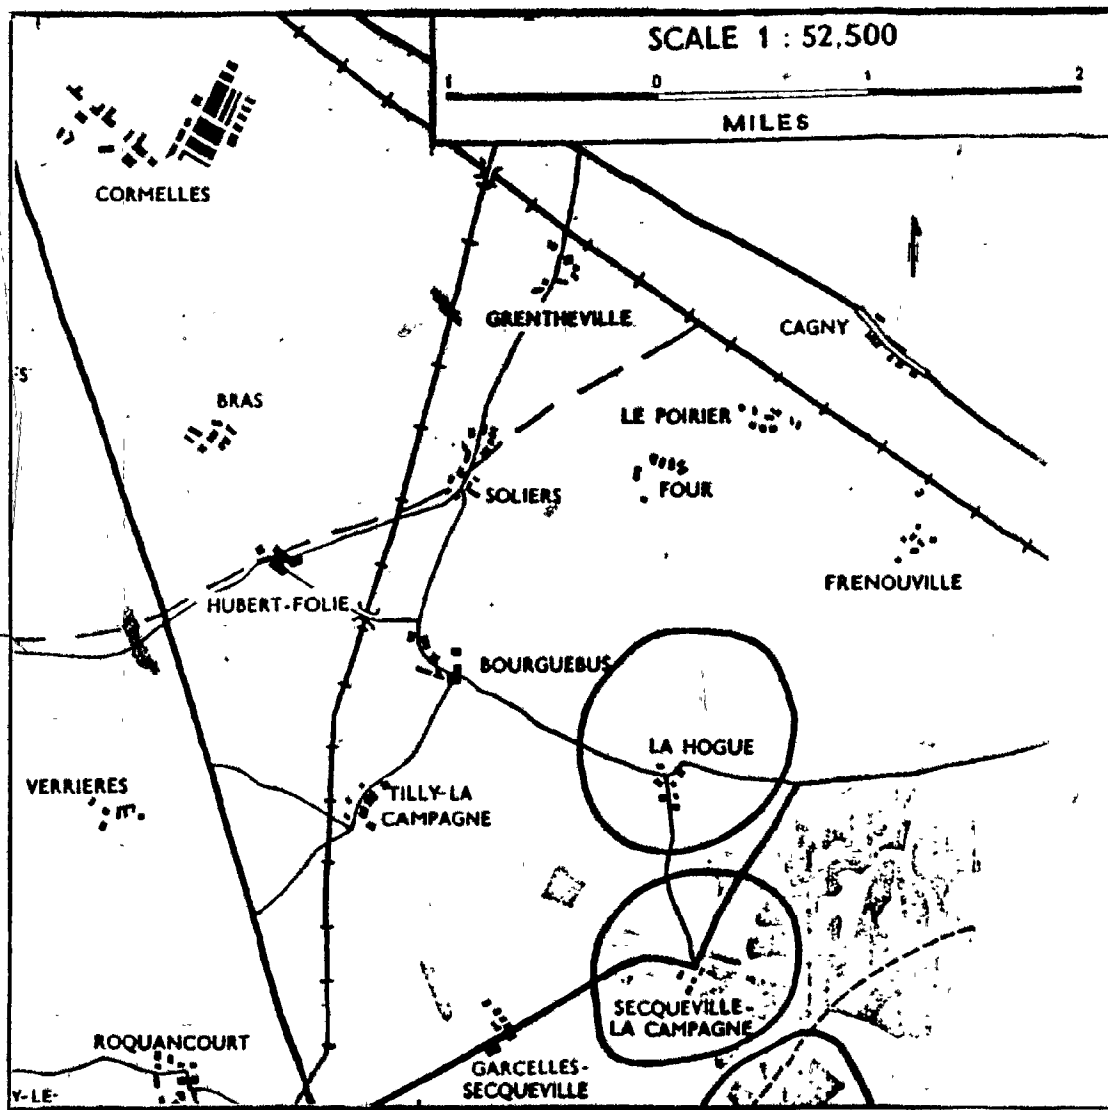 SCALE 1 : 52,500
1 0 1 2
MILES
CORMELLES
GRENTHEVILLE
CAGNY
BRAS
LE POIRIER
SOLIERS
FOUR
FRENOUVILLE
HUBERT-FOLIE
BOURGUEBUS
LA HOGUE
VERRIERES
TILLY-LA
CAMPAGNE
SECQUEVILLE-
LA CAMPAGNE
ROQUANCOURT
GARCELLES-
SECQUEVILLE
Y-LE-